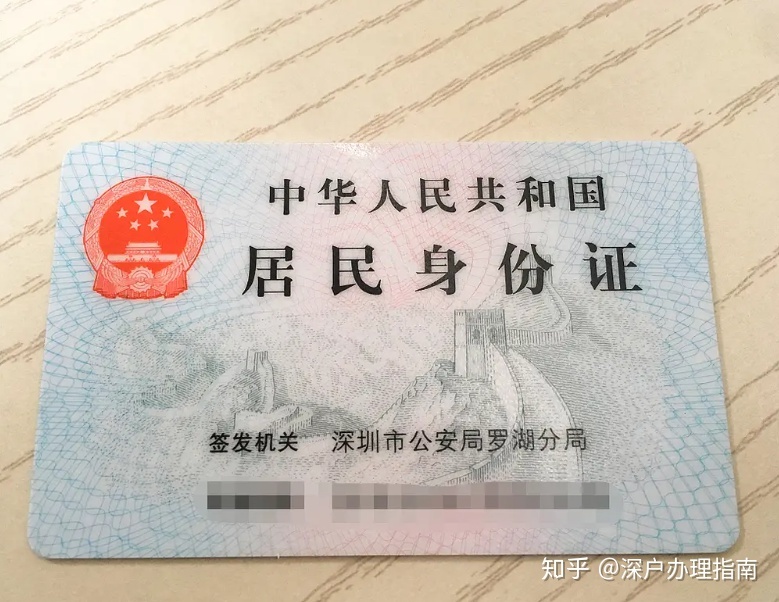 中华人民共和国
居民身份证
签发机关 深圳市公安局罗湖分局
知乎 @深户办理指南